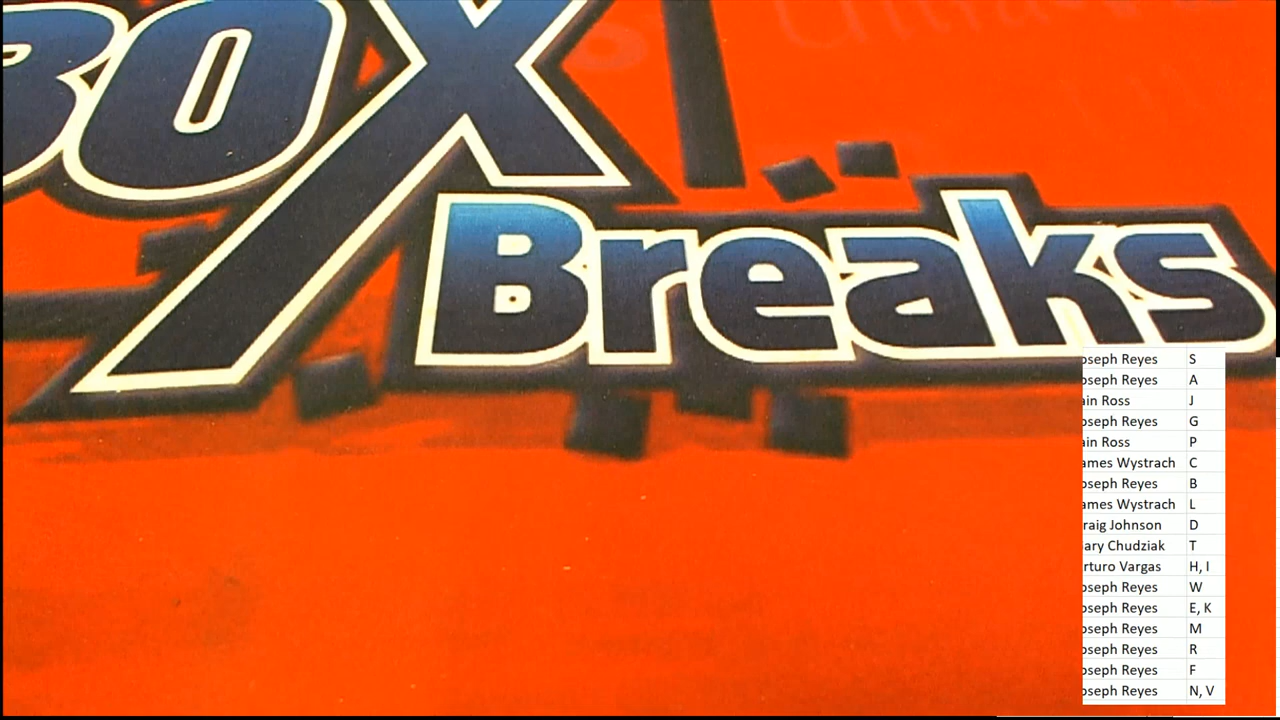 BOX
Breaks
oseph Reyes S
oseph Reyes A
ain Ross J
oseph Reyes G
ain Ross P
ames Wystrach C
oseph Reyes B
ames Wystrach L
raig Johnson D
ary Chudziak T
rturo Vargas H, I
oseph Reyes W
oseph Reyes E, K
oseph Reyes M
oseph Reyes R
oseph Reyes F
oseph Reyes N, V